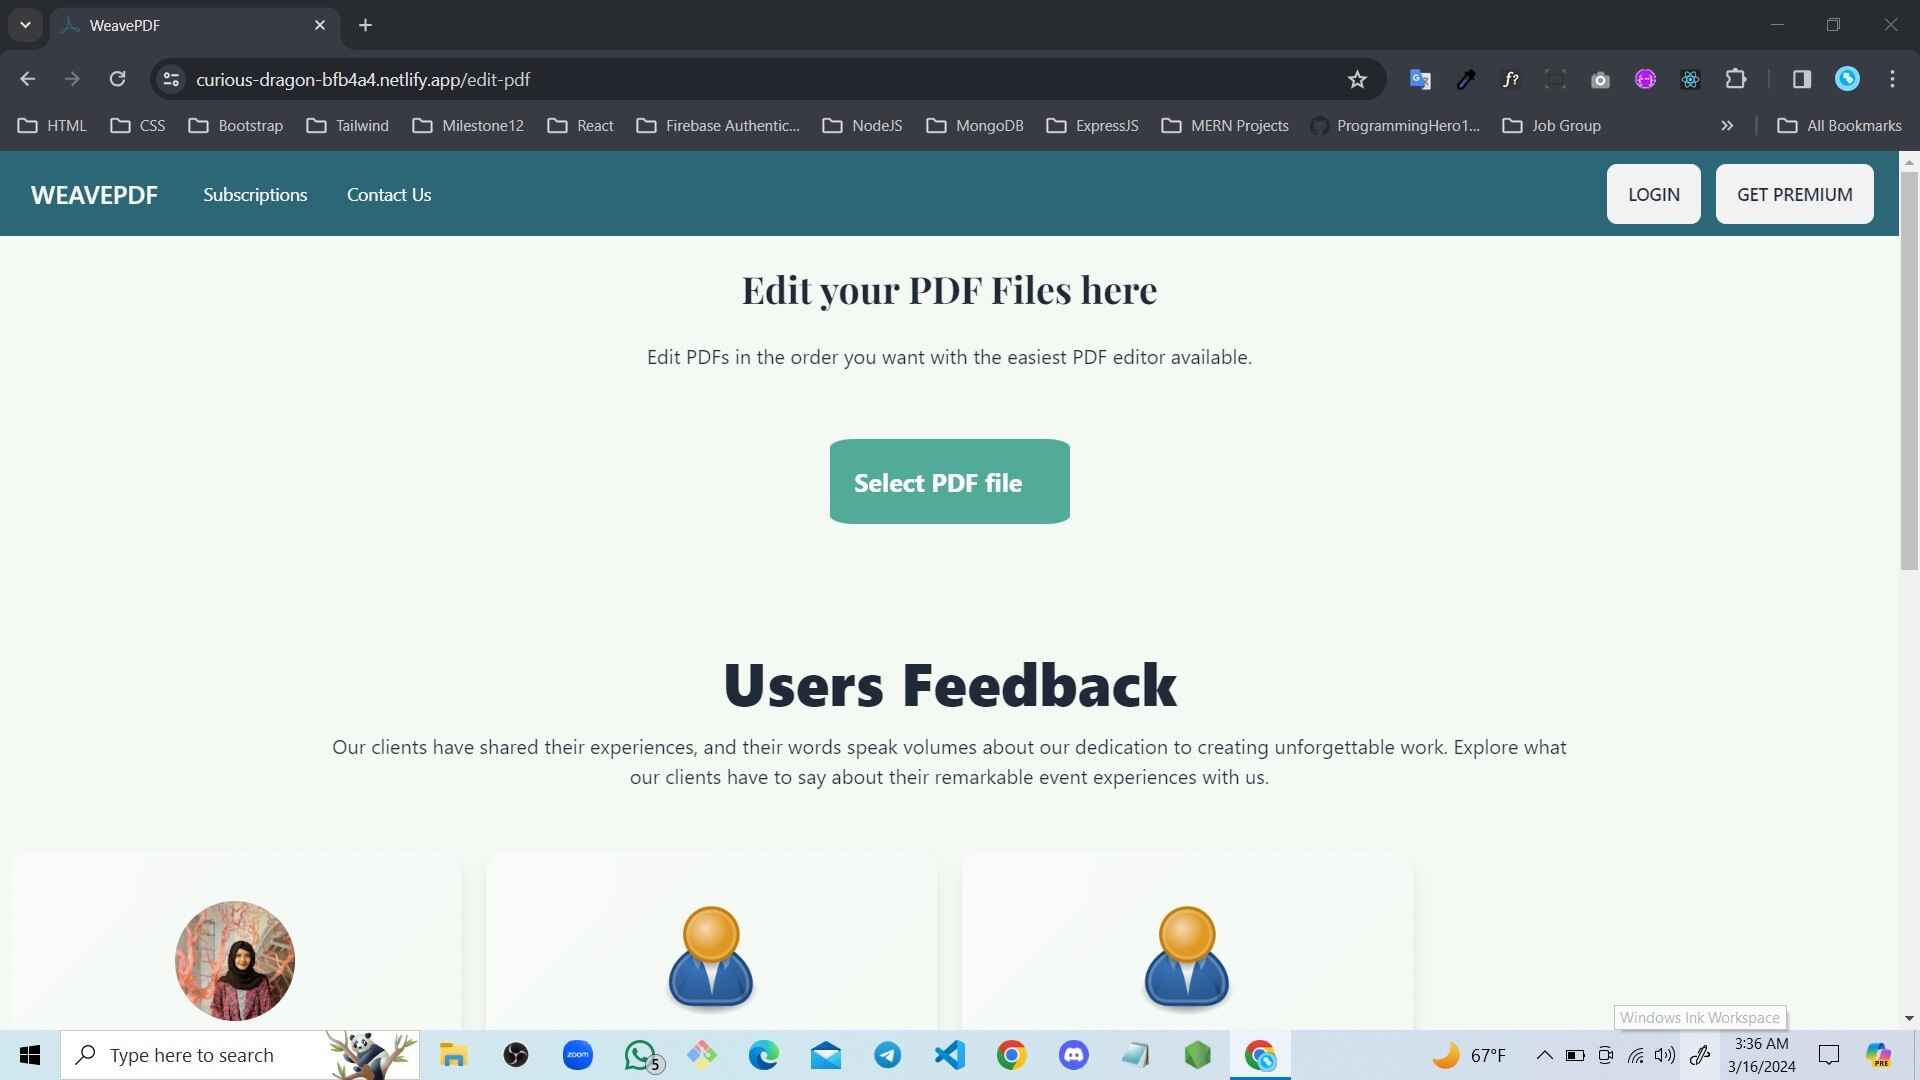 WeavePDF
curious-dragon-bfb4a4.netlify.app/edit-pdf
HTML CSS Bootstrap Tailwind Milestone12 React Firebase Authentic... NodeJS MongoDB ExpressJS MERN Projects ProgrammingHero1... Job Group » All Bookmarks
WEAVEPDF Subscriptions Contact Us LOGIN GET PREMIUM
Edit your PDF Files here
Edit PDFs in the order you want with the easiest PDF editor available.
Select PDF file
Users Feedback
Our clients have shared their experiences, and their words speak volumes about our dedication to creating unforgettable work. Explore what
our clients have to say about their remarkable event experiences with us.
Windows Ink Workspace
Type here to search
zoom
5
67°F
3:36 AM
3/16/2024
PRE